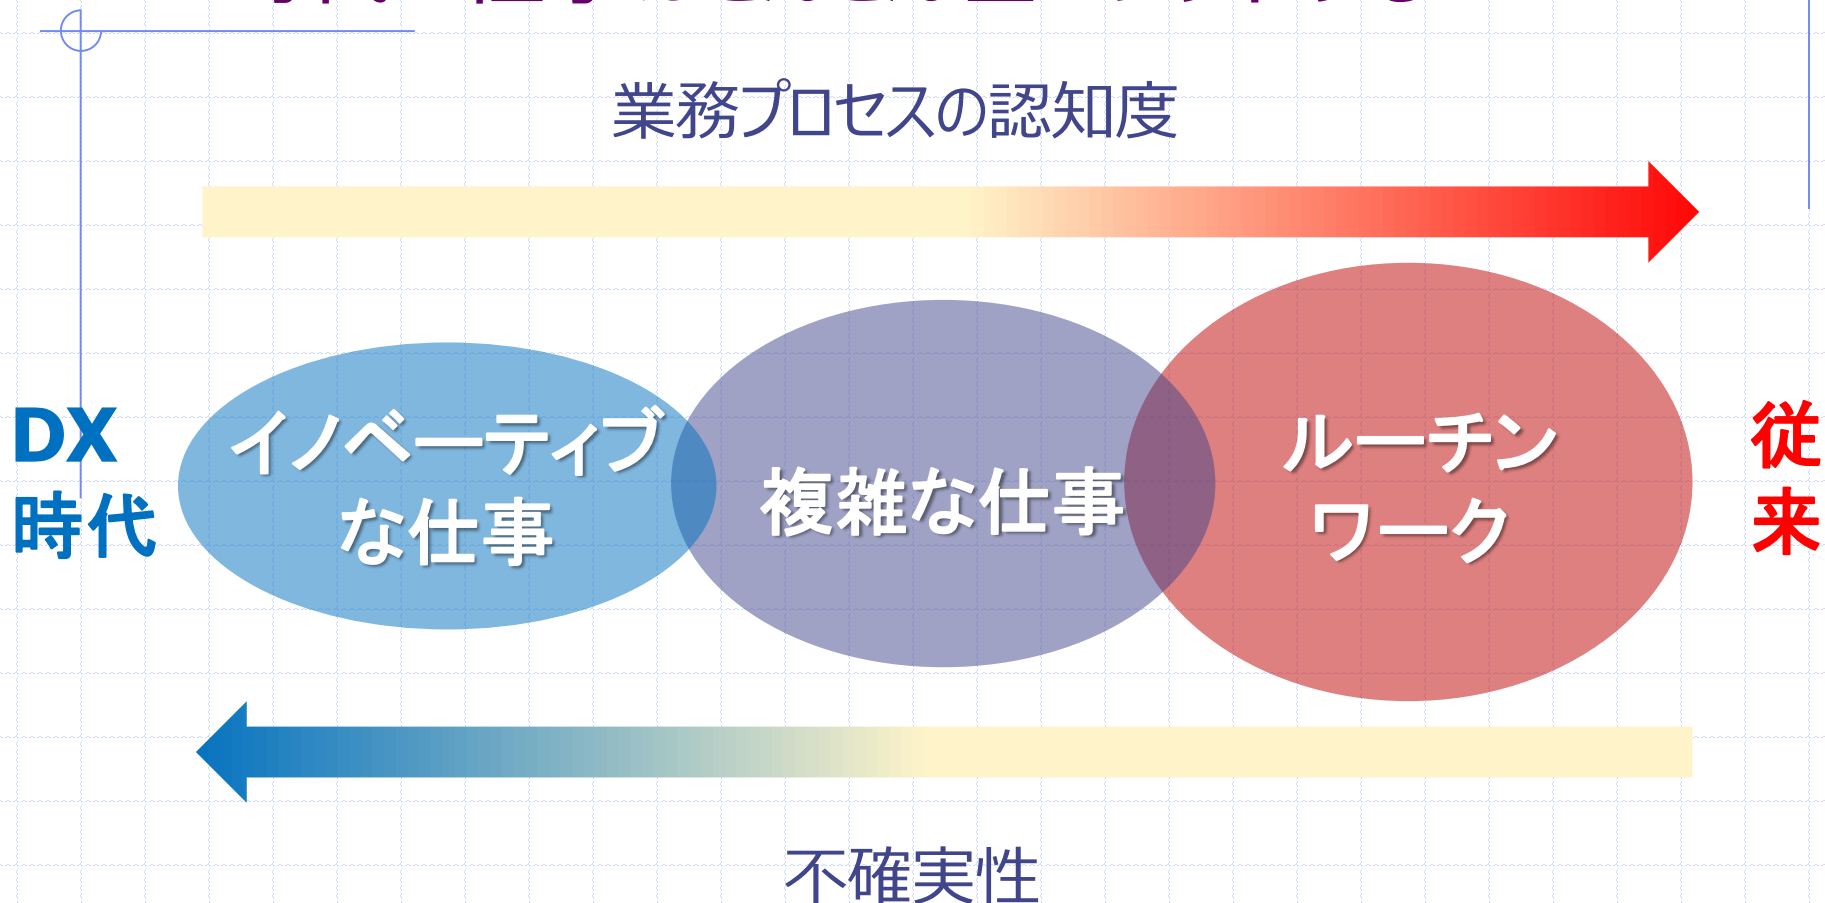 業務プロセスの認知度
DX
時代
イノベーティブ
な仕事
複雑な仕事
ルーチン
ワーク
従
来
不確実性